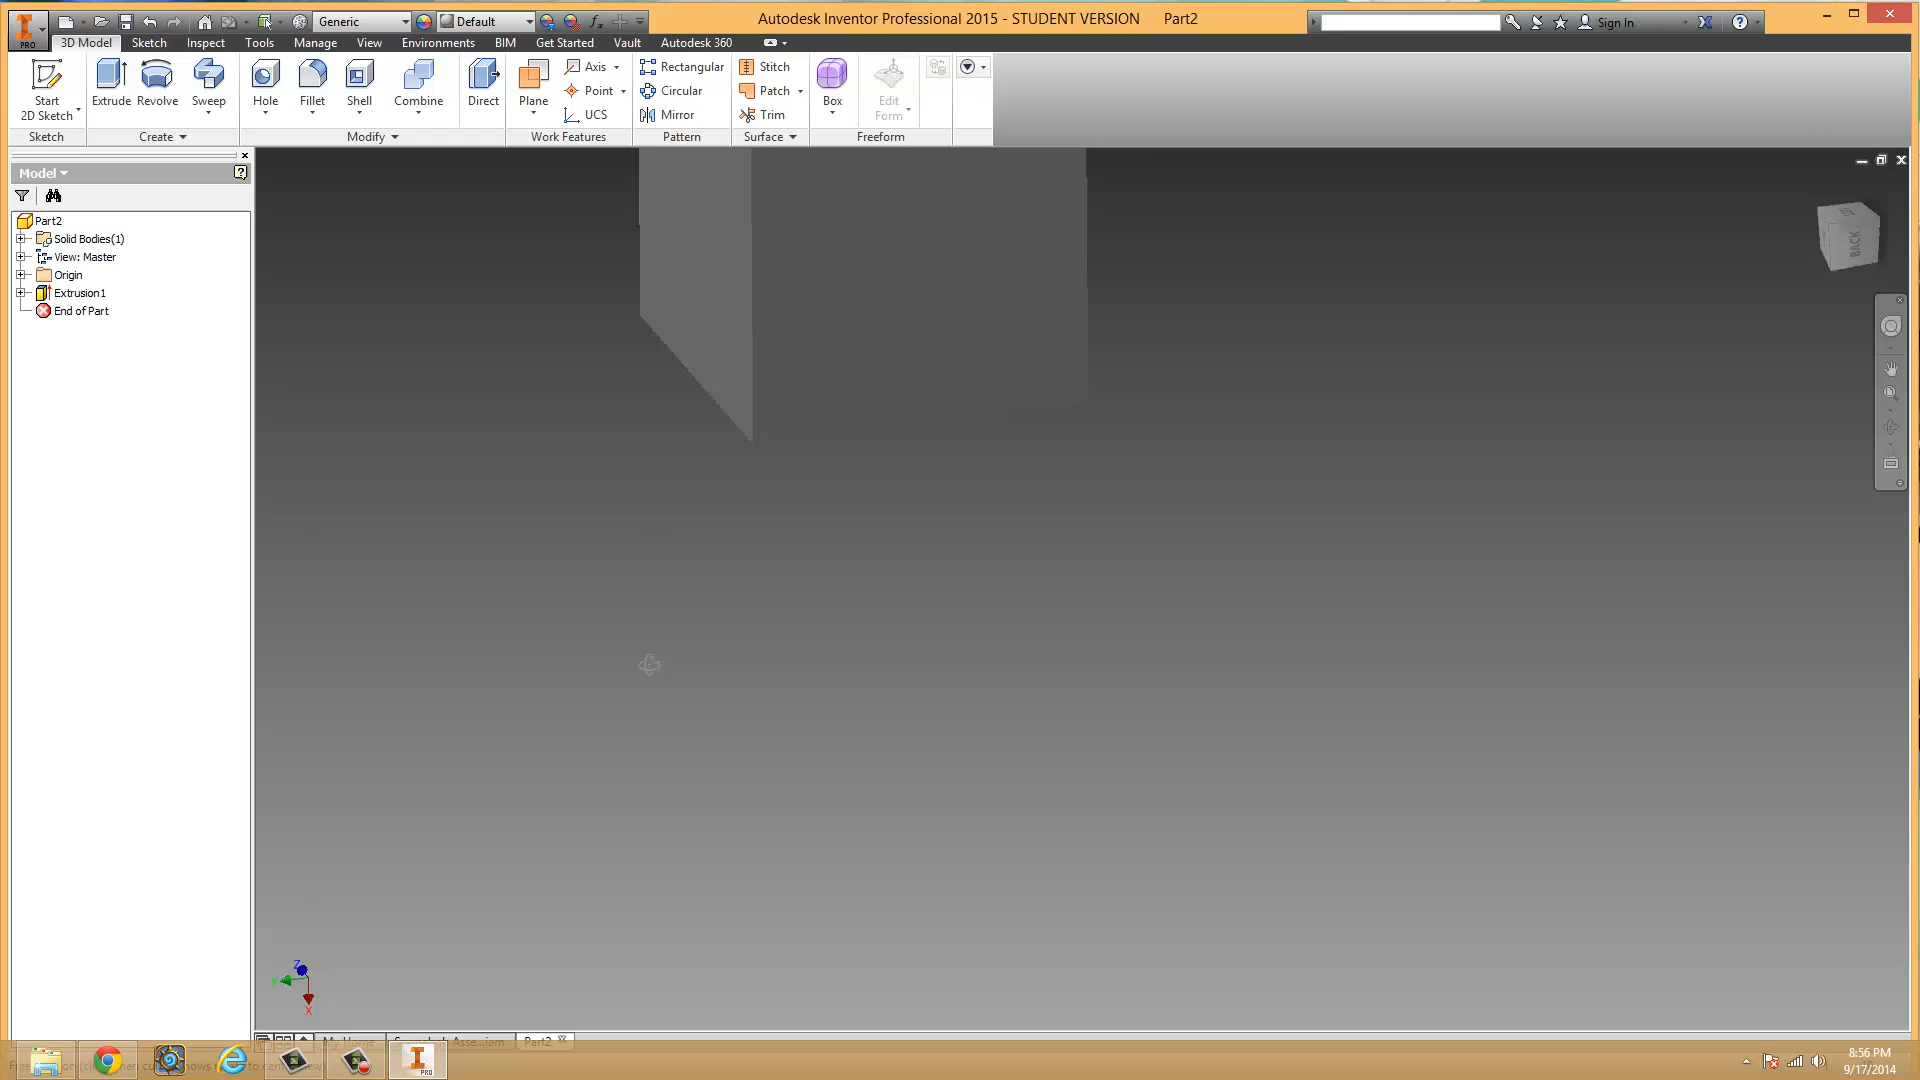 Generic
Default
Autodesk Inventor Professional 2015 - STUDENT VERSION Part2
Sign In
PRO
3D Model Sketch Inspect Tools Manage View Environments BIM Get Started Vault Autodesk 360
Start
2D Sketch
Extrude Revolve Sweep
Hole Fillet Shell Combine Direct
Plane
Axis
Point
UCS
Rectangular
Circular
Mirror
Stitch
Patch
Trim
Box
Edit
Form
Sketch Create Modify Work Features Pattern Surface Freeform
Model
Part2
Solid Bodies(1)
View: Master
Origin
Extrusion1
End of Part
BACK
Z
Y
X
My Home
Part2
PRO
8:56 PM
9/17/2014